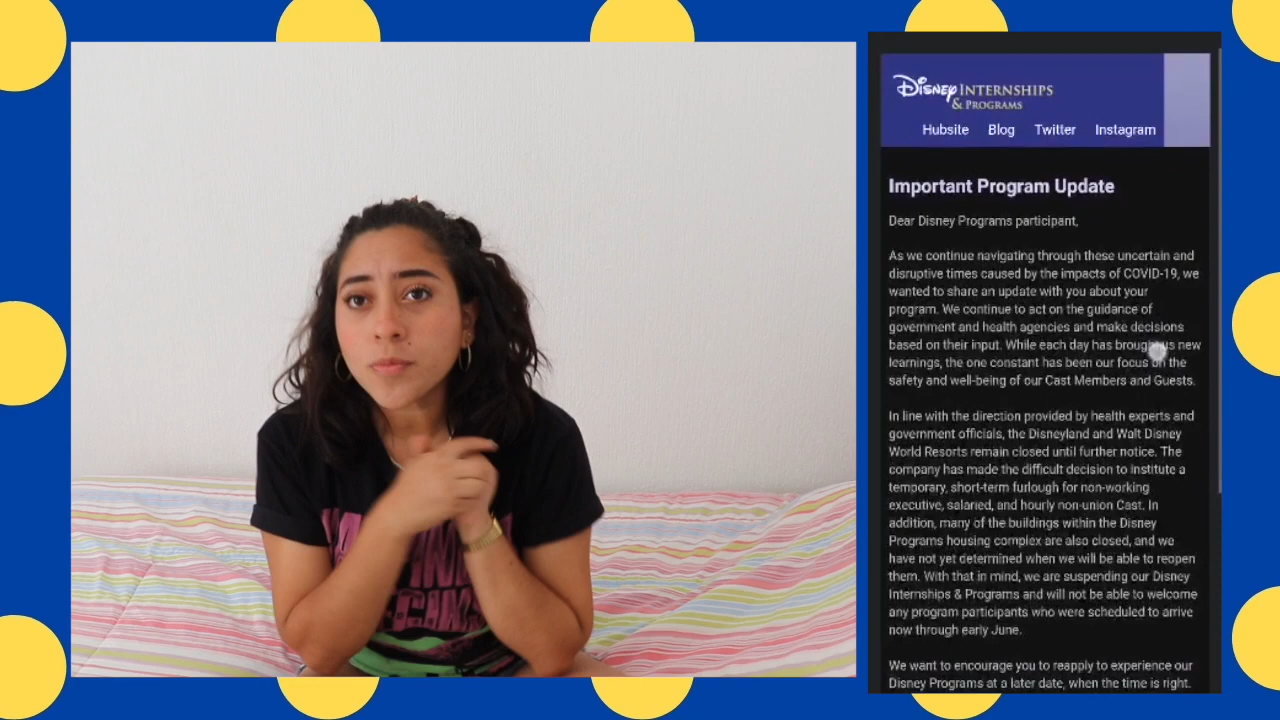 Disney INTERNSHIPS
& PROGRAMS
Hubsite Blog Twitter Instagram
Important Program Update
Dear Disney Programs participant,
As we continue navigating through these uncertain and
disruptive times caused by the impacts of COVID-19, we
wanted to share an update with you about your
program. We continue to act on the guidance of
government and health agencies and make decisions
based on their input. While each day has brought us new
learnings, the one constant has been our focus on the
safety and well-being of our Cast Members and Guests.
In line with the direction provided by health experts and
government officials, the Disneyland and Walt Disney
World Resorts remain closed until further notice. The
company has made the difficult decision to institute a
temporary, short-term furlough for non-working
executive, salaried, and hourly non-union Cast. In
addition, many of the buildings within the Disney
Programs housing complex are also closed, and we
have not yet determined when we will be able to reopen
them. With that in mind, we are suspending our Disney
Internships & Programs and will not be able to welcome
any program participants who were scheduled to arrive
now through early June.
We want to encourage you to reapply to experience our
Disney Programs at a later date, when the time is right.